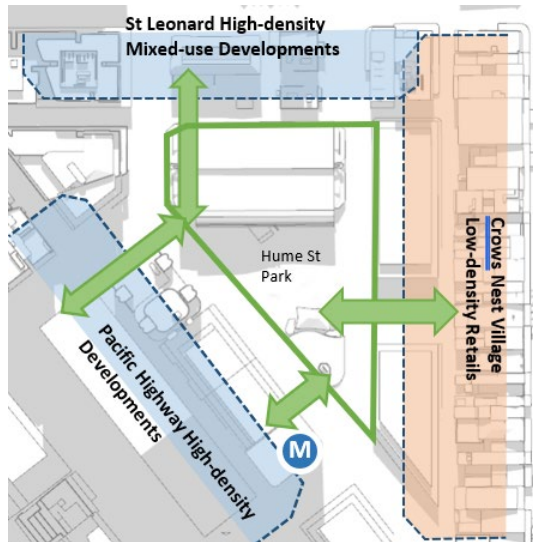 St Leonard High-density
Mixed-use Developments
Hume St
Park
Crows Nest Village
Low-density Retails
Pacific Highway High-density
Developments
M